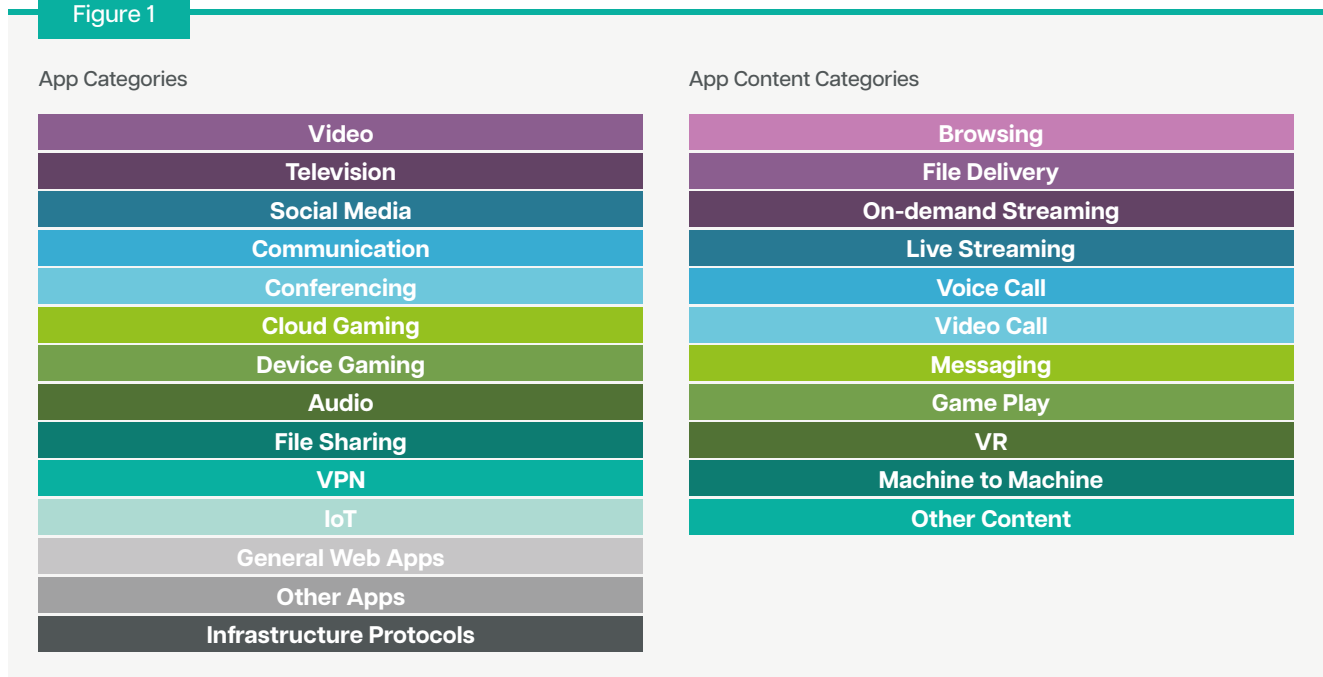 Figure 1
App Categories
Video
Television
Social Media
Communication
Conferencing
Cloud Gaming
Device Gaming
Audio
File Sharing
VPN
IoT
General Web Apps
Other Apps
Infrastructure Protocols
App Content Categories
Browsing
File Delivery
On-demand Streaming
Live Streaming
Voice Call
Video Call
Messaging
Game Play
VR
Machine to Machine
Other Content